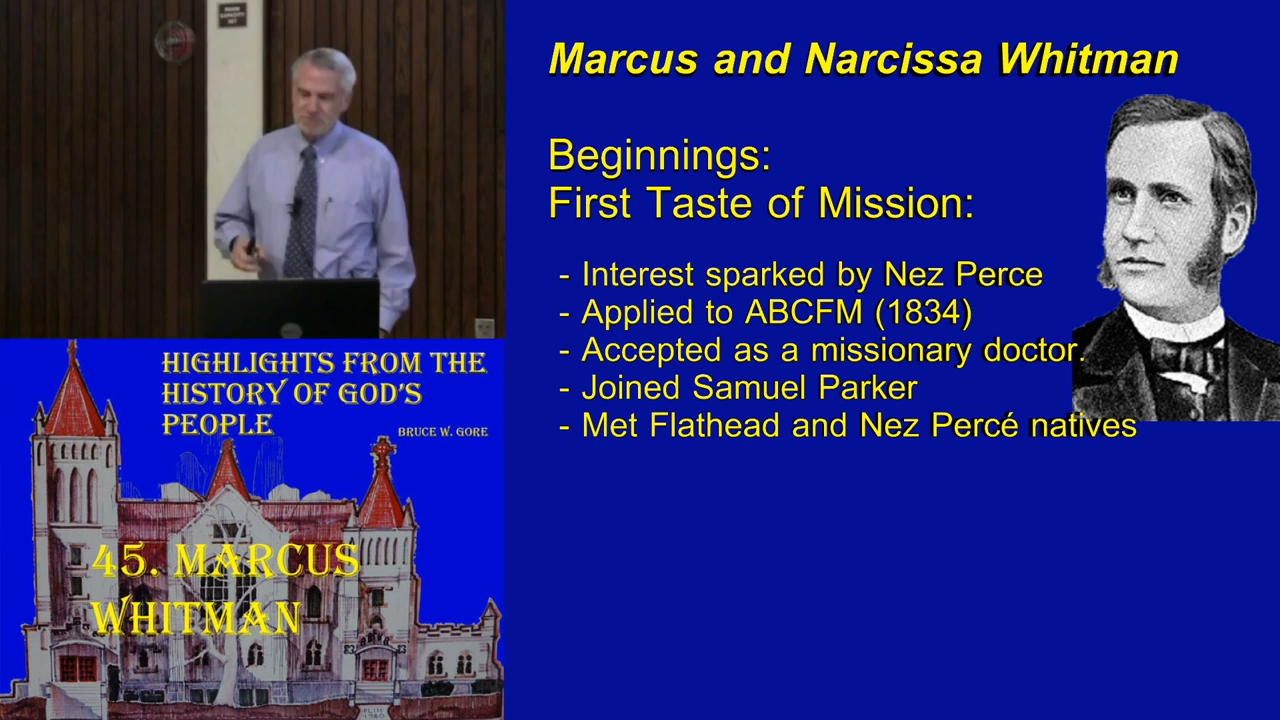 Marcus and Narcissa Whitman
Beginnings:
First Taste of Mission:
- Interest sparked by Nez Perce
- Applied to ABCFM (1834)
- Accepted as a missionary doctor.
- Joined Samuel Parker
- Met Flathead and Nez Percé natives
HIGHLIGHTS FROM THE
HISTORY OF GOD'S
PEOPLE
BRUCE W. GORE
45. MARCUS
WHITMAN